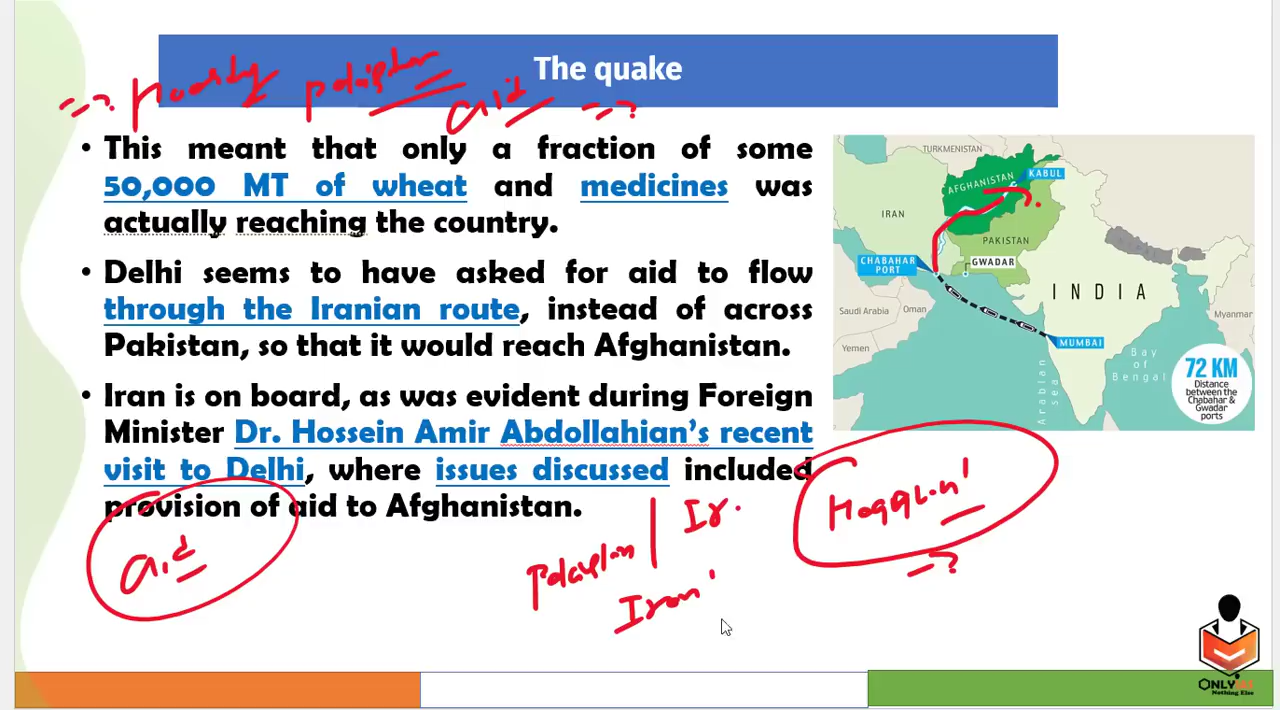 The quake
aid
• This meant that only a fraction of some
50,000 MT of wheat and medicines was
actually reaching the country.
• Delhi seems to have asked for aid to flow
through the Iranian route, instead of across
Pakistan, so that it would reach Afghanistan.
• Iran is on board, as was evident during Foreign
Minister Dr. Hossein Amir Abdollahian's recent
visit to Delhi, where issues discussed included
provision of aid to Afghanistan.
TURKMENISTAN
AFGHANISTAN
KABUL
IRAN
PAKISTAN
CHABAHAR
PORT
GWADAR
INDIA
Saudi Arabia
Oman
Myanmar
MUMBAI
Yemen
Arabian
sea
Bay
of
Bengal
72 KM
Distance
between the
Chabahar &
Gwadar
ports
aid
Ir.
Iran
ONLYIAS
Nothing Else